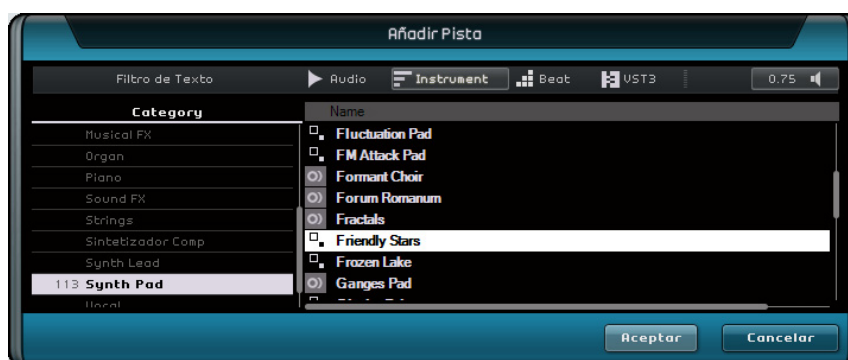 Añadir Pista
Filtro de Texto Audio Instrument Beat VST3 0.75
Category
Musical FX
Organ
Piano
Sound FX
Strings
Sintetizador Comp
Synth Lead
113 Synth Pad
Vocal
Name
Fluctuation Pad
FM Attack Pad
Formant Choir
Forum Romanum
Fractals
Friendly Stars
Frozen Lake
Ganges Pad
Aceptar Cancelar